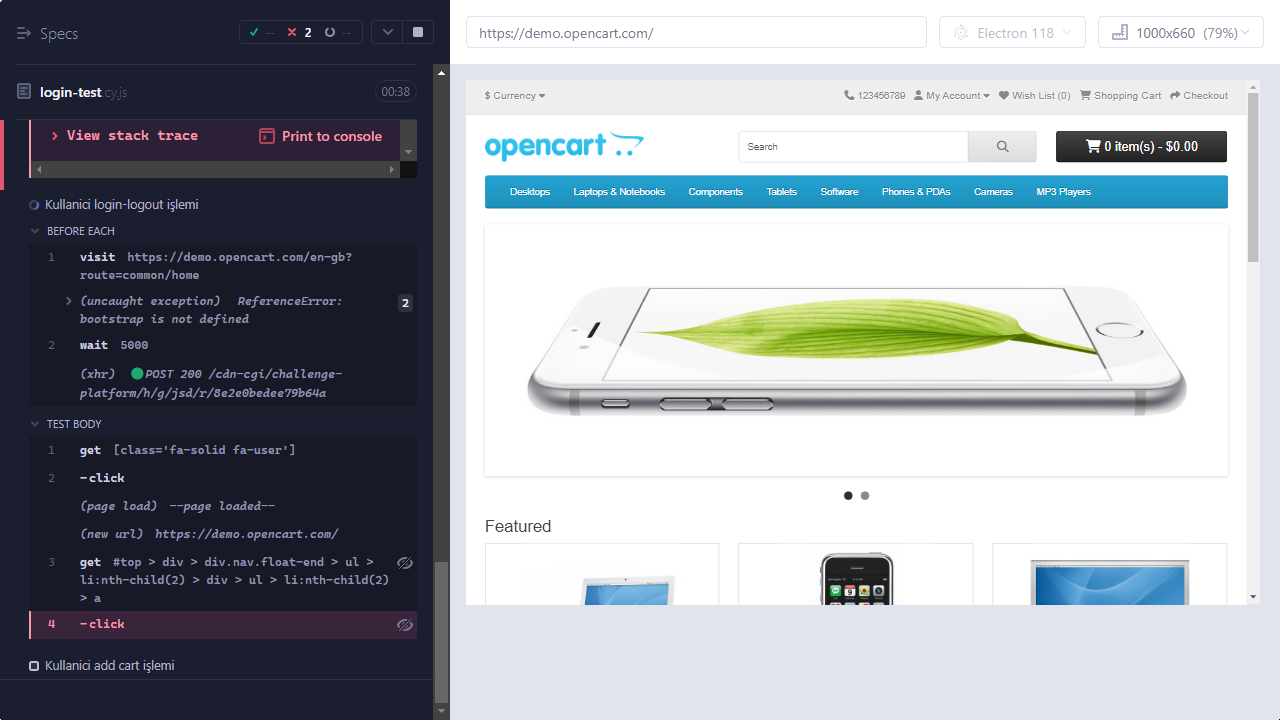 Specs
-- 2 --
login-test.cy.js
00:38
View stack trace
Print to console
Kullanici login-logout işlemi
BEFORE EACH
1 visit https://demo.opencart.com/en-gb?
route=common/home
(uncaught exception) ReferenceError:
bootstrap is not defined
2
2 wait 5000
(xhr) POST 200 /cdn-cgi/challenge-
platform/h/g/jsd/r/8e2e0bedee79b64a
TEST BODY
1 get [class='fa-solid fa-user']
2 -click
(page load) --page loaded--
(new url) https://demo.opencart.com/
3 get #top > div > div.nav.float-end > ul >
li:nth-child(2) > div > ul > li:nth-child(2)
> a
4 -click
Kullanici add cart işlemi
https://demo.opencart.com/
Electron 118
1000x660 (79%)
$ Currency
123456789
My Account
Wish List (0)
Shopping Cart
Checkout
opencart
Search
0 item(s) - $0.00
Desktops
Laptops & Notebooks
Components
Tablets
Software
Phones & PDAs
Cameras
MP3 Players
Featured